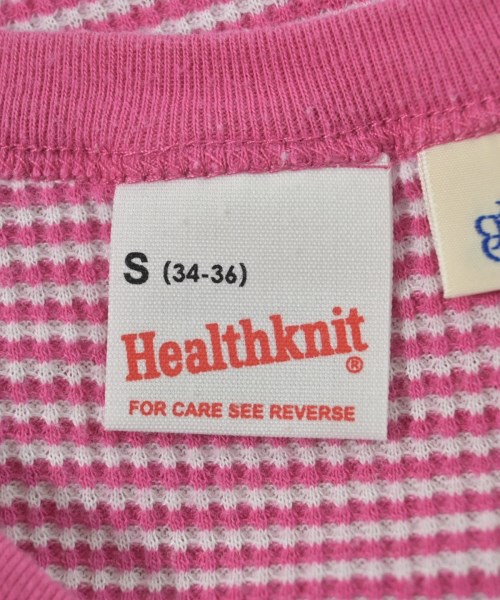 S (34-36)
Healthknit®
FOR CARE SEE REVERSE